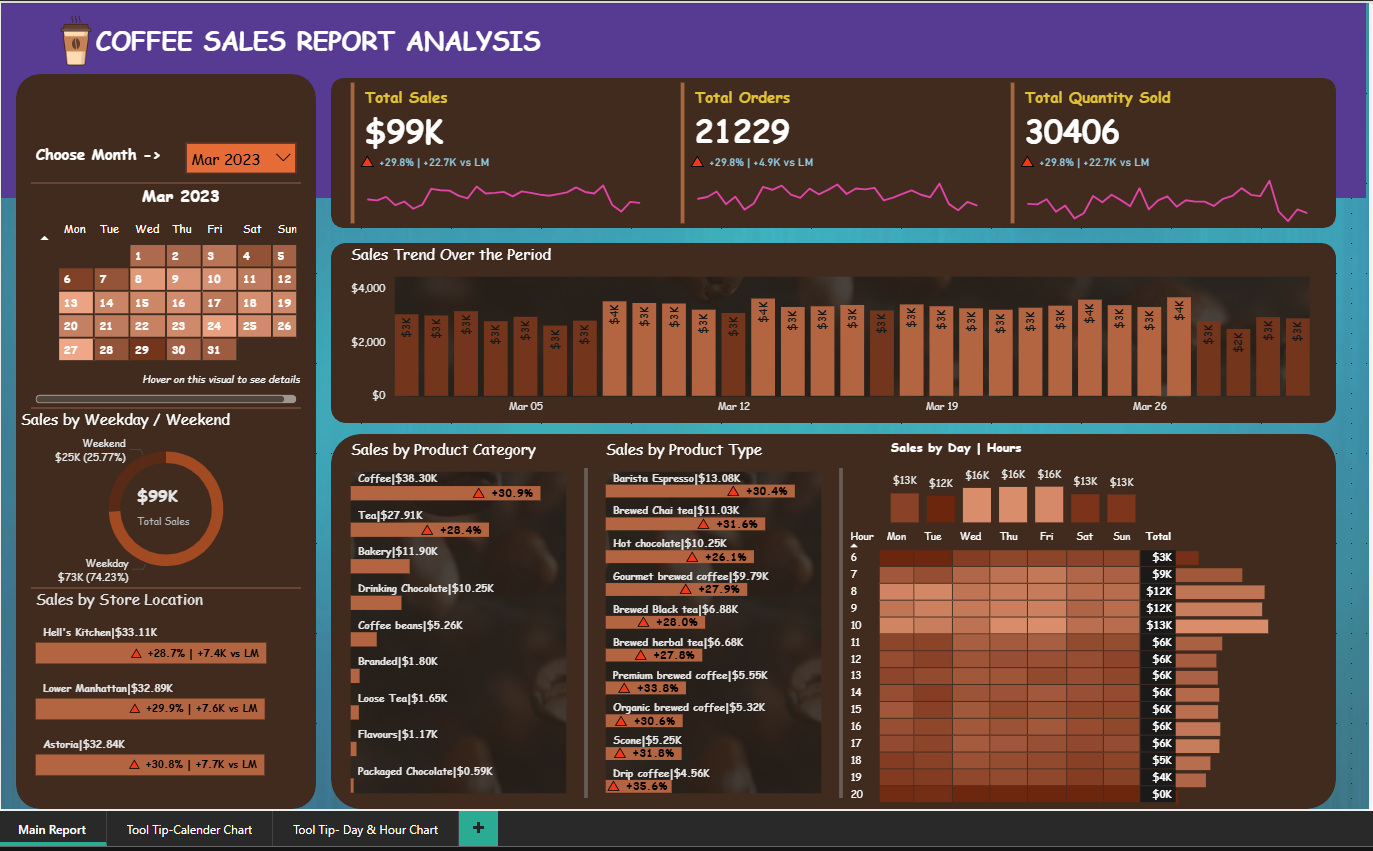 COFFEE SALES REPORT ANALYSIS
Choose Month -> Mar 2023
Mar 2023
Mon Tue Wed Thu Fri Sat Sun
1 2 3 4 5
6 7 8 9 10 11 12
13 14 15 16 17 18 19
20 21 22 23 24 25 26
27 28 29 30 31
Hover on this visual to see details
Sales by Weekday / Weekend
Weekend
$25K (25.77%)
$99K
Total Sales
Weekday
$73K (74.23%)
Sales by Store Location
Hell's Kitchen|$33.11K
+28.7% | +7.4K vs LM
Lower Manhattan|$32.89K
+29.9% | +7.6K vs LM
Astoria|$32.84K
+30.8% | +7.7K vs LM
Total Sales
$99K
+29.8% | +22.7K vs LM
Total Orders
21229
+29.8% | +4.9K vs LM
Total Quantity Sold
30406
+29.8% | +22.7K vs LM
Sales Trend Over the Period
$4,000
$2,000
$0
$3K $3K $3K $3K $3K $3K $3K $4K $3K $3K $3K $3K $4K $3K $3K $3K $3K $3K $3K $3K $3K $3K $3K $4K $3K $3K $4K $3K $2K $3K $3K
Mar 05 Mar 12 Mar 19 Mar 26
Sales by Product Category
Coffee|$38.30K
+30.9%
Tea|$27.91K
+28.4%
Bakery|$11.90K
Drinking Chocolate|$10.25K
Coffee beans|$5.26K
Branded|$1.80K
Loose Tea|$1.65K
Flavours|$1.17K
Packaged Chocolate|$0.59K
Sales by Product Type
Barista Espresso|$13.08K
+30.4%
Brewed Chai tea|$11.03K
+31.6%
Hot chocolate|$10.25K
+26.1%
Gourmet brewed coffee|$9.79K
+27.9%
Brewed Black tea|$6.88K
+28.0%
Brewed herbal tea|$6.68K
+27.8%
Premium brewed coffee|$5.55K
+33.8%
Organic brewed coffee|$5.32K
+30.6%
Scone|$5.25K
+31.8%
Drip coffee|$4.56K
+35.6%
Sales by Day | Hours
$13K $12K $16K $16K $16K $13K $13K
Hour Mon Tue Wed Thu Fri Sat Sun Total
6 $3K
7 $9K
8 $12K
9 $12K
10 $13K
11 $6K
12 $6K
13 $6K
14 $6K
15 $6K
16 $6K
17 $6K
18 $5K
19 $4K
20 $0K
Main Report Tool Tip-Calender Chart Tool Tip- Day & Hour Chart +